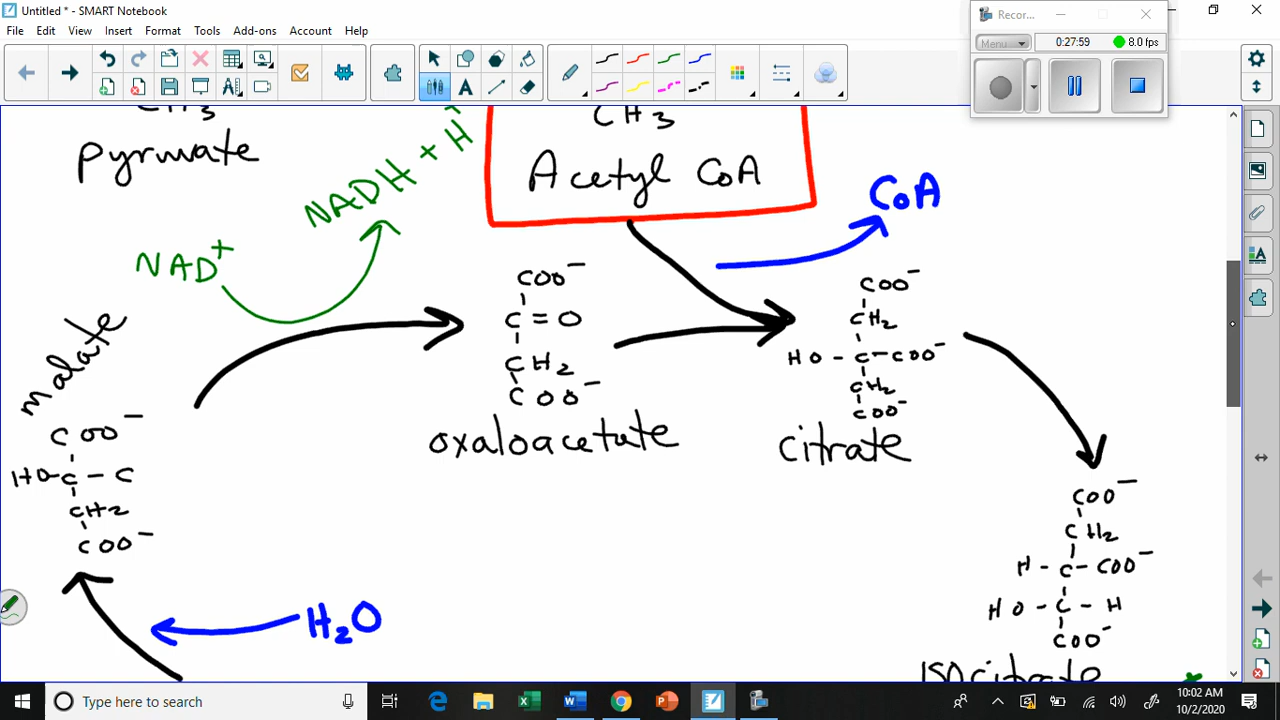 Untitled * - SMART Notebook
File Edit View Insert Format Tools Add-ons Account Help
Recor...
Menu
0:27:59
8.0 fps
CH3
pyruvate
NADH + H+
NAD+
CH3
Acetyl CoA
CoA
malate
COO−
HO-C-C
CH2
COO−
COO−
C=O
CH2
COO−
oxaloacetate
COO−
CH2
HO-C-COO−
CH2
COO−
citrate
COO−
CH2
H-C-COO−
HO-C-H
COO−
Isocitrate
H2O
Type here to search
10:02 AM
10/2/2020